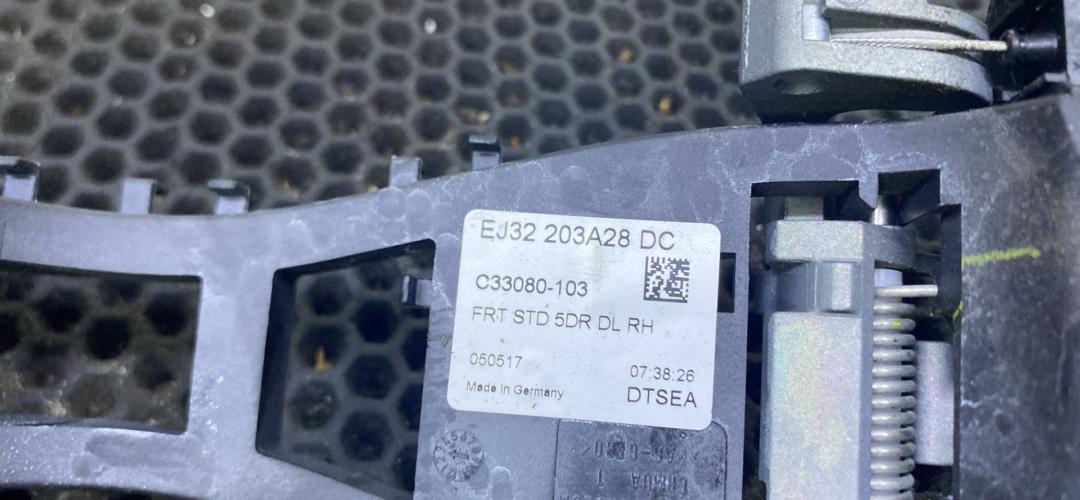 EJ32 203A28 DC
C33080-103
FRT STD 5DR DL RH
050517
07:38:26
Made in Germany
DTSEA